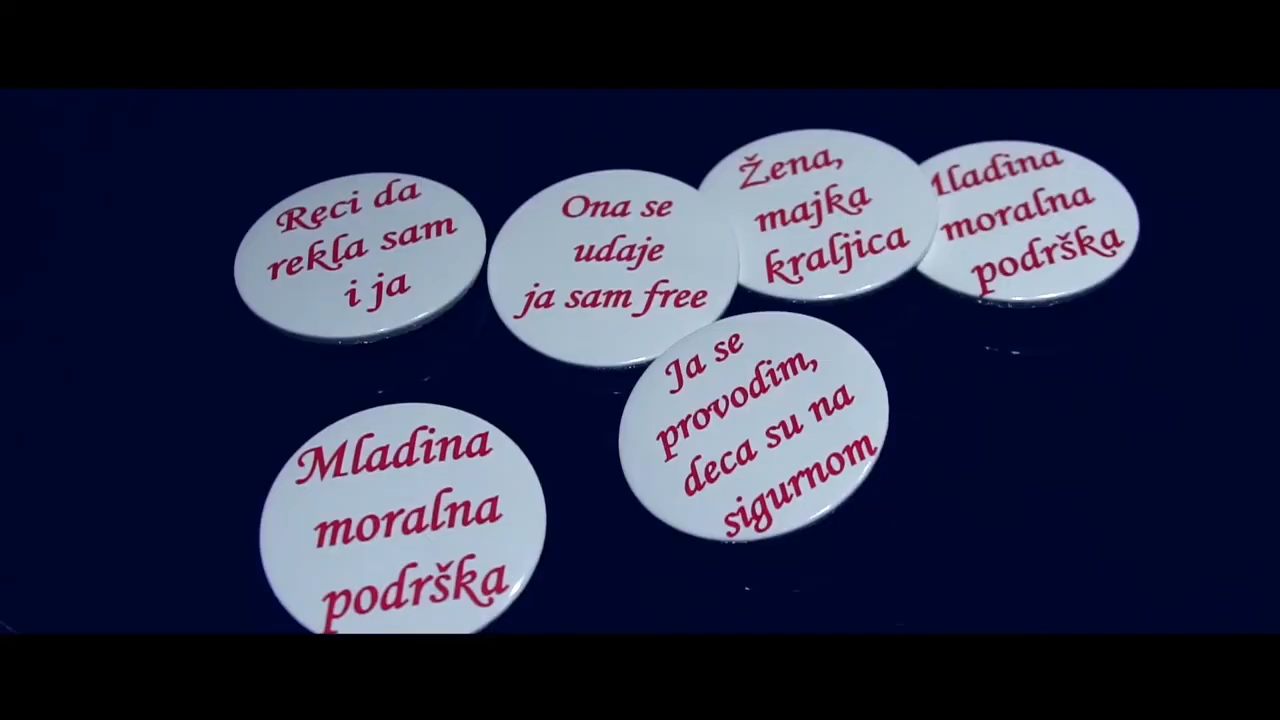 Reci da
rekla sam
i ja
Ona se
udaje
ja sam free
Žena,
majka
kraljica
Mladina
moralna
podrška
Ja se
provodim,
deca su na
sigurnom
Mladina
moralna
podrška